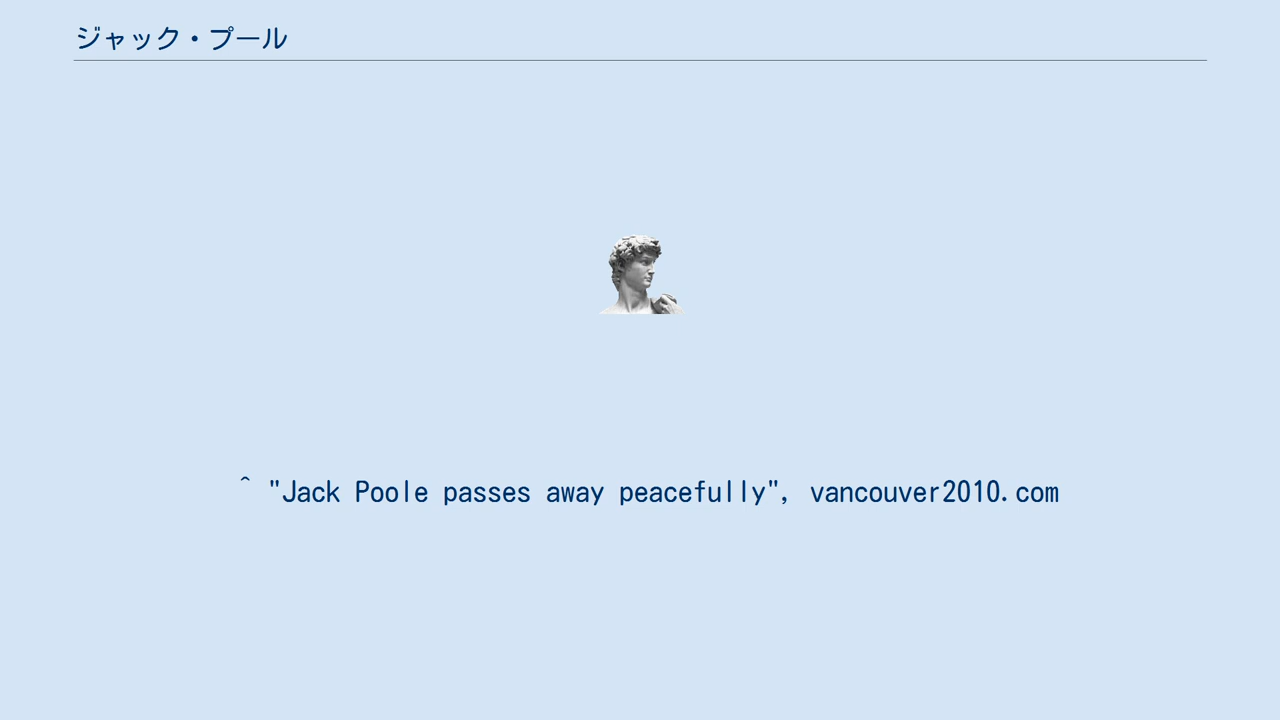 ジャック・プール
^ "Jack Poole passes away peacefully", vancouver2010.com